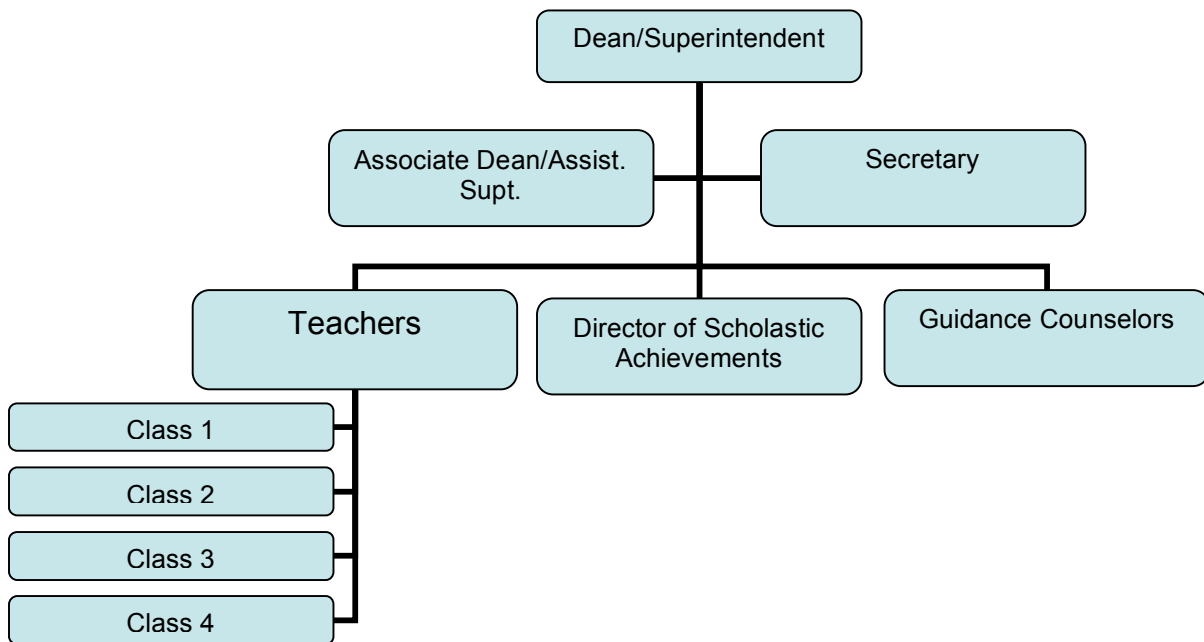 Dean/Superintendent
Associate Dean/Assist.
Supt.
Secretary
Teachers
Director of Scholastic
Achievements
Guidance Counselors
Class 1
Class 2
Class 3
Class 4